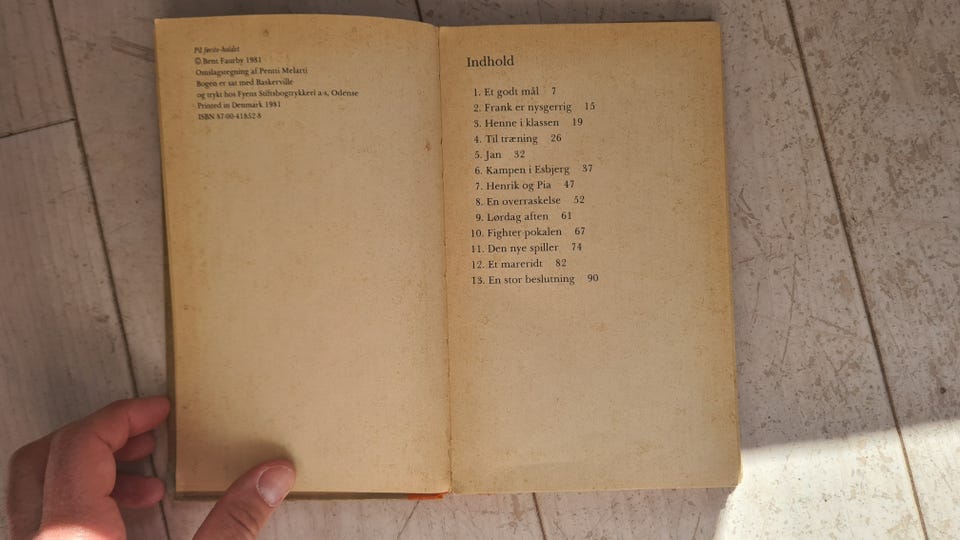 På første-holdet
© Bent Faurby 1981
Omslagstegning af Pentti Melarti
Bogen er sat med Baskerville
og trykt hos Fyens Stiftsbogtrykkeri a-s, Odense
Printed in Denmark 1981
ISBN 87-00-41852-8
Indhold
1. Et godt mål 7
2. Frank er nysgerrig 15
3. Henne i klassen 19
4. Til træning 26
5. Jan 32
6. Kampen i Esbjerg 37
7. Henrik og Pia 47
8. En overraskelse 52
9. Lørdag aften 61
10. Fighter-pokalen 67
11. Den nye spiller 74
12. Et mareridt 82
13. En stor beslutning 90